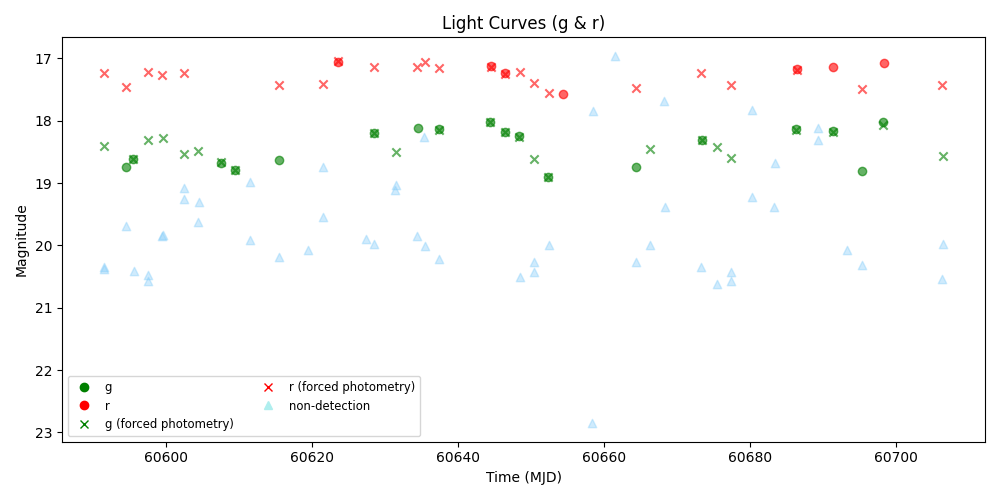 Light Curves (g & r)
Magnitude
17
18
19
20
21
22
23
g
r
g (forced photometry)
r (forced photometry)
non-detection
60600
60620
60640
60660
60680
60700
Time (MJD)